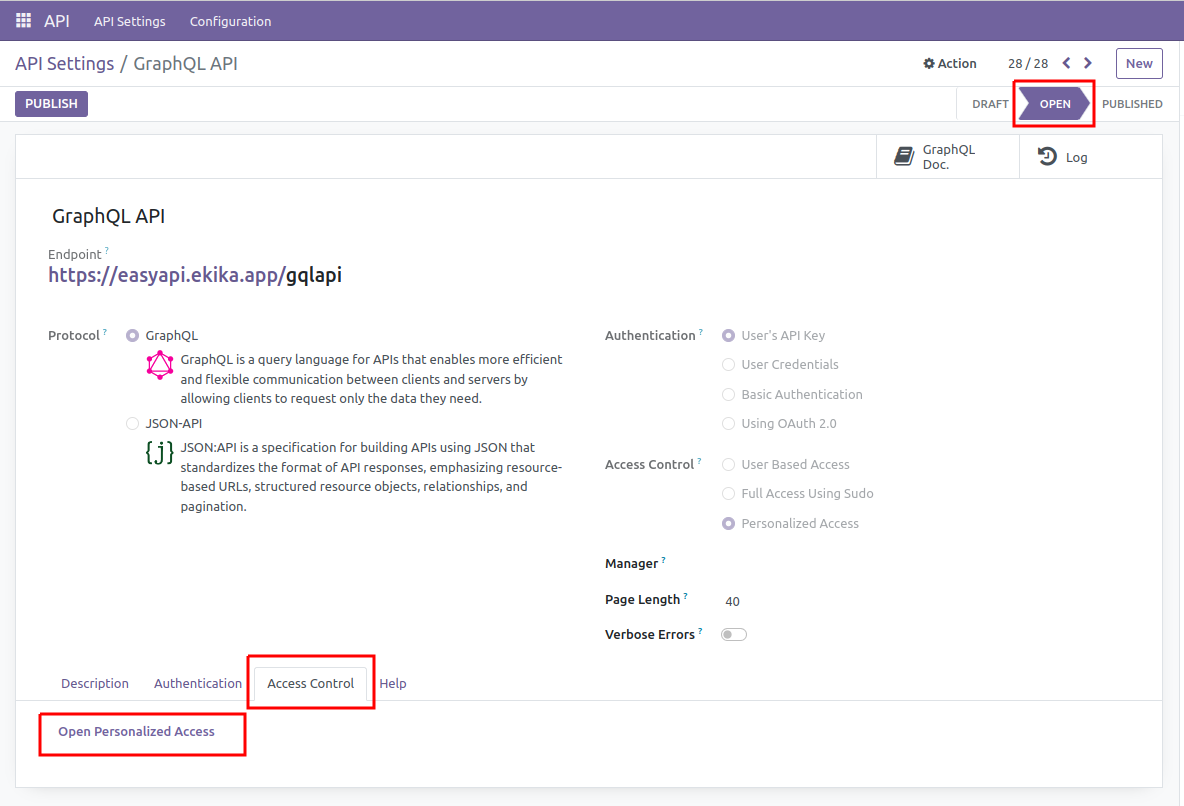 API API Settings Configuration
API Settings / GraphQL API Action 28 / 28 New
PUBLISH DRAFT OPEN PUBLISHED
GraphQL
Doc.
Log
GraphQL API
Endpoint ?
https://easyapi.ekika.app/gqlapi
Protocol ? GraphQL
GraphQL is a query language for APIs that enables more efficient
and flexible communication between clients and servers by
allowing clients to request only the data they need.
JSON-API
{j} JSON:API is a specification for building APIs using JSON that
standardizes the format of API responses, emphasizing resource-
based URLs, structured resource objects, relationships, and
pagination.
Authentication ? User's API Key
User Credentials
Basic Authentication
Using OAuth 2.0
Access Control ? User Based Access
Full Access Using Sudo
Personalized Access
Manager ?
Page Length ? 40
Verbose Errors ?
Description Authentication Access Control Help
Open Personalized Access